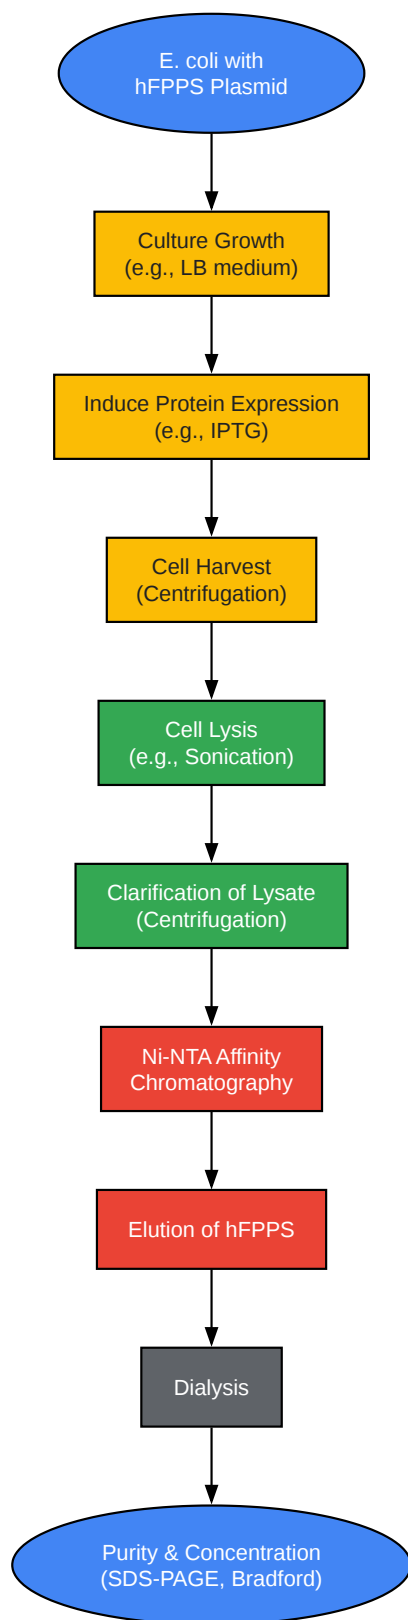 E. coli with
hFPPS Plasmid
Culture Growth
(e.g., LB medium)
Induce Protein Expression
(e.g., IPTG)
Cell Harvest
(Centrifugation)
Cell Lysis
(e.g., Sonication)
Clarification of Lysate
(Centrifugation)
Ni-NTA Affinity
Chromatography
Elution of hFPPS
Dialysis
Purity & Concentration
(SDS-PAGE, Bradford)